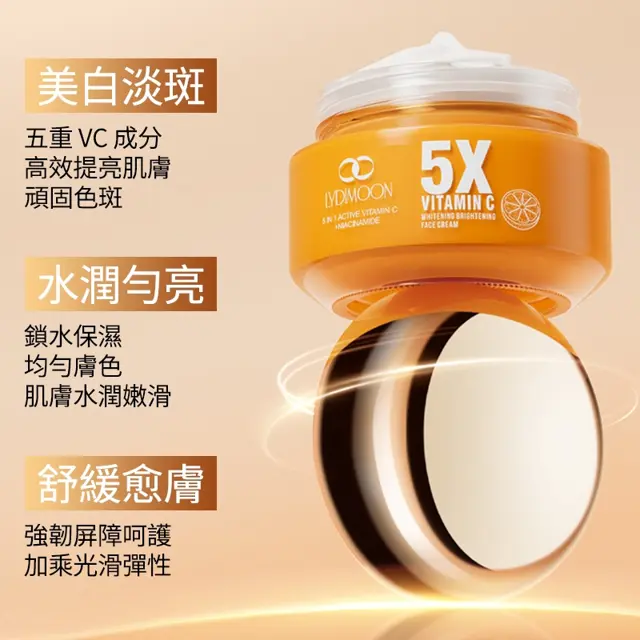 美白淡斑
五重 VC 成分
高效提亮肌膚
頑固色斑
水潤勻亮
鎖水保濕
均勻膚色
肌膚水潤嫩滑
舒緩愈膚
強韌屏障呵護
加乘光滑彈性
LYDIMOON
5 IN 1 ACTIVE VITAMIN C
+NIACINAMIDE
5X
VITAMIN C
WHITENING BRIGHTENING
FACE CREAM